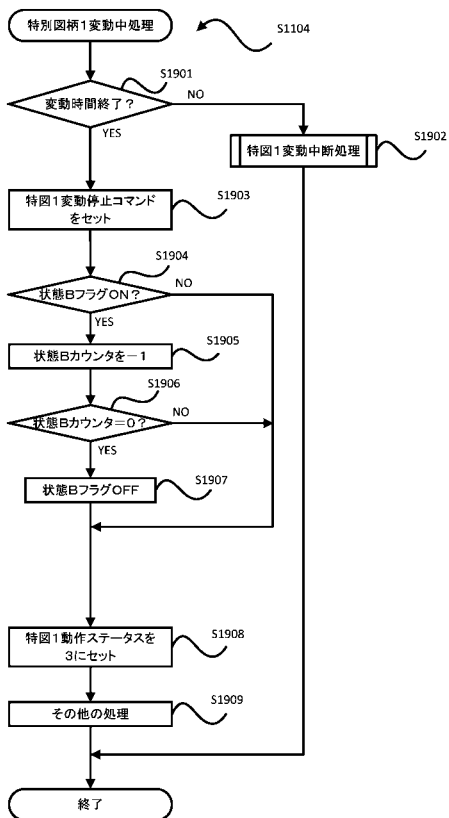 特別図柄1変動中処理
S1104
S1901
変動時間終了?
NO
YES
特図1変動中断処理
S1902
特図1変動停止コマンド
をセット
S1903
S1904
状態BフラグON?
NO
YES
状態Bカウンタを-1
S1905
S1906
状態Bカウンタ=0?
NO
YES
状態BフラグOFF
S1907
特図1動作ステータスを
3にセット
S1908
その他の処理
S1909
終了